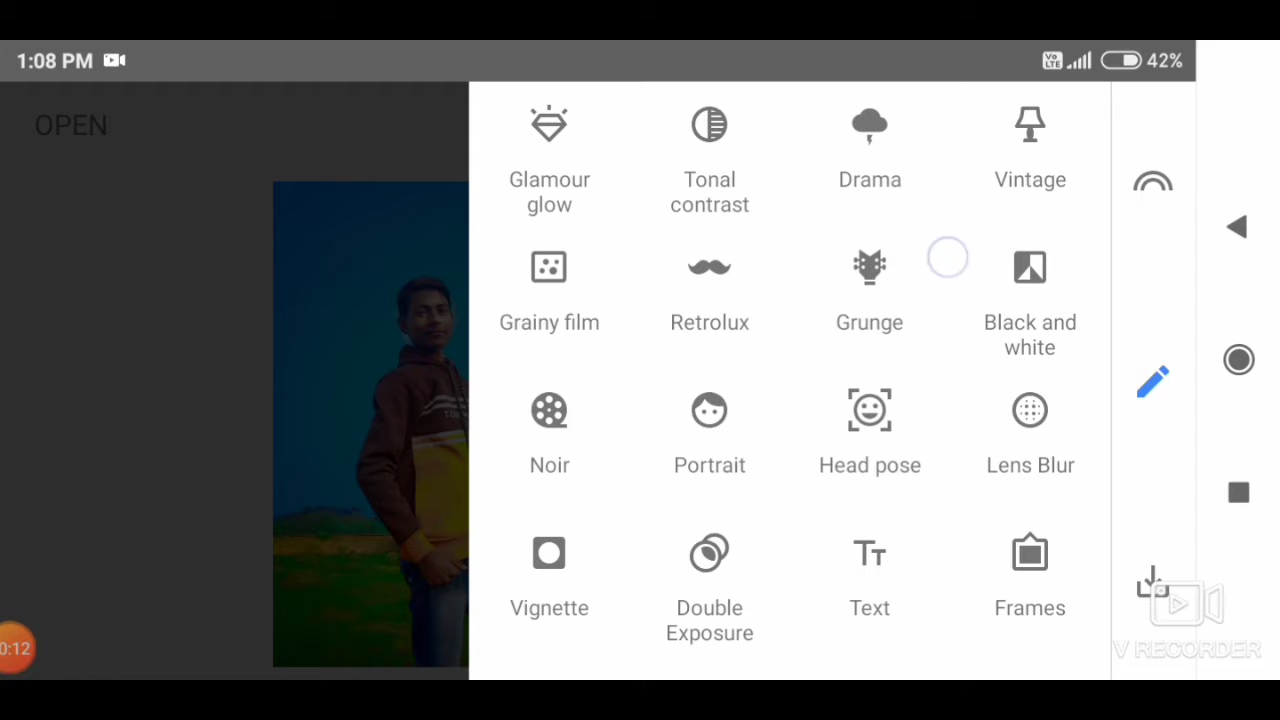 1:08 PM
42%
OPEN
Glamour
glow
Tonal
contrast
Drama
Vintage
Grainy film
Retrolux
Grunge
Black and
white
Noir
Portrait
Head pose
Lens Blur
Vignette
Double
Exposure
Text
Frames
0:12
V RECORDER